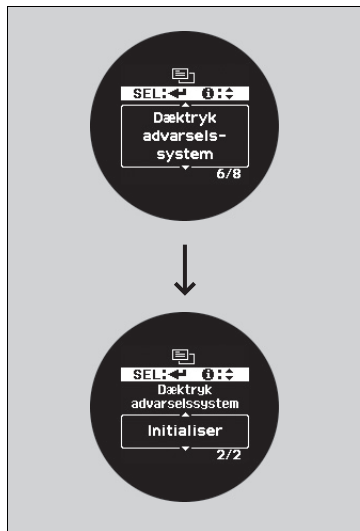 SEL:↵ i:⬍
Dæktryk
advarsels-
system
6/8
SEL:↵ i:⬍
Dæktryk
advarselssystem
Initialiser
2/2